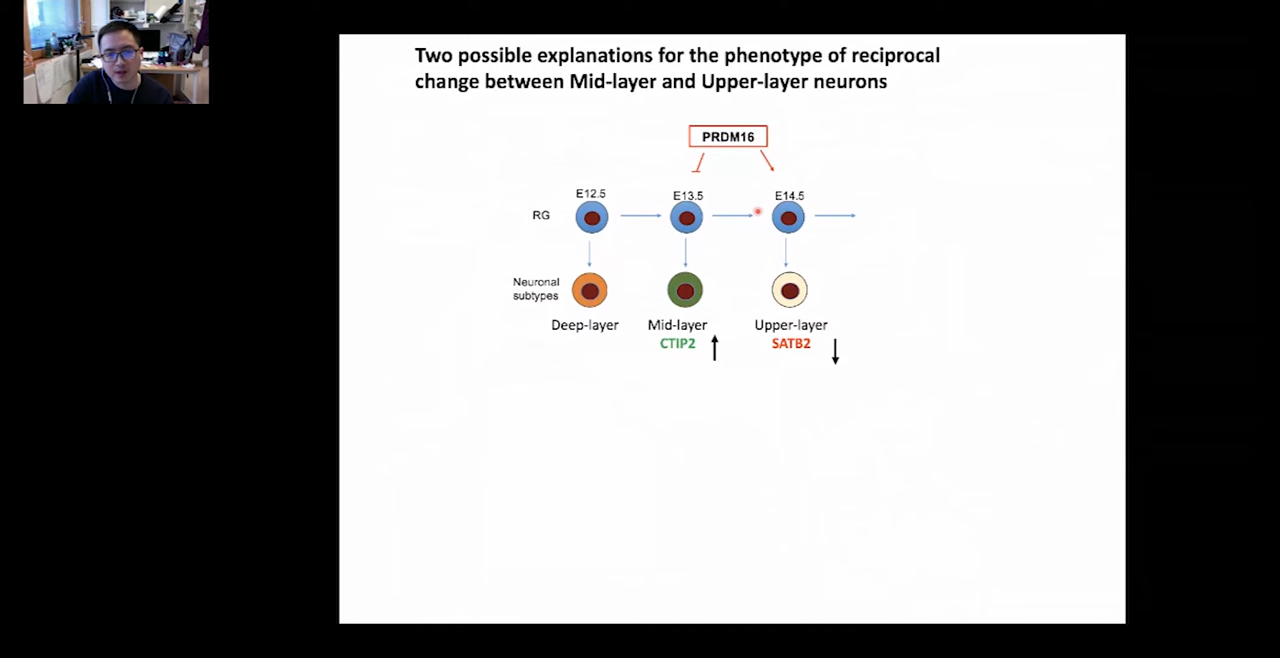 Two possible explanations for the phenotype of reciprocal
change between Mid-layer and Upper-layer neurons
PRDM16
E12.5 E13.5 E14.5
RG
Neuronal
subtypes
Deep-layer Mid-layer Upper-layer
CTIP2 SATB2